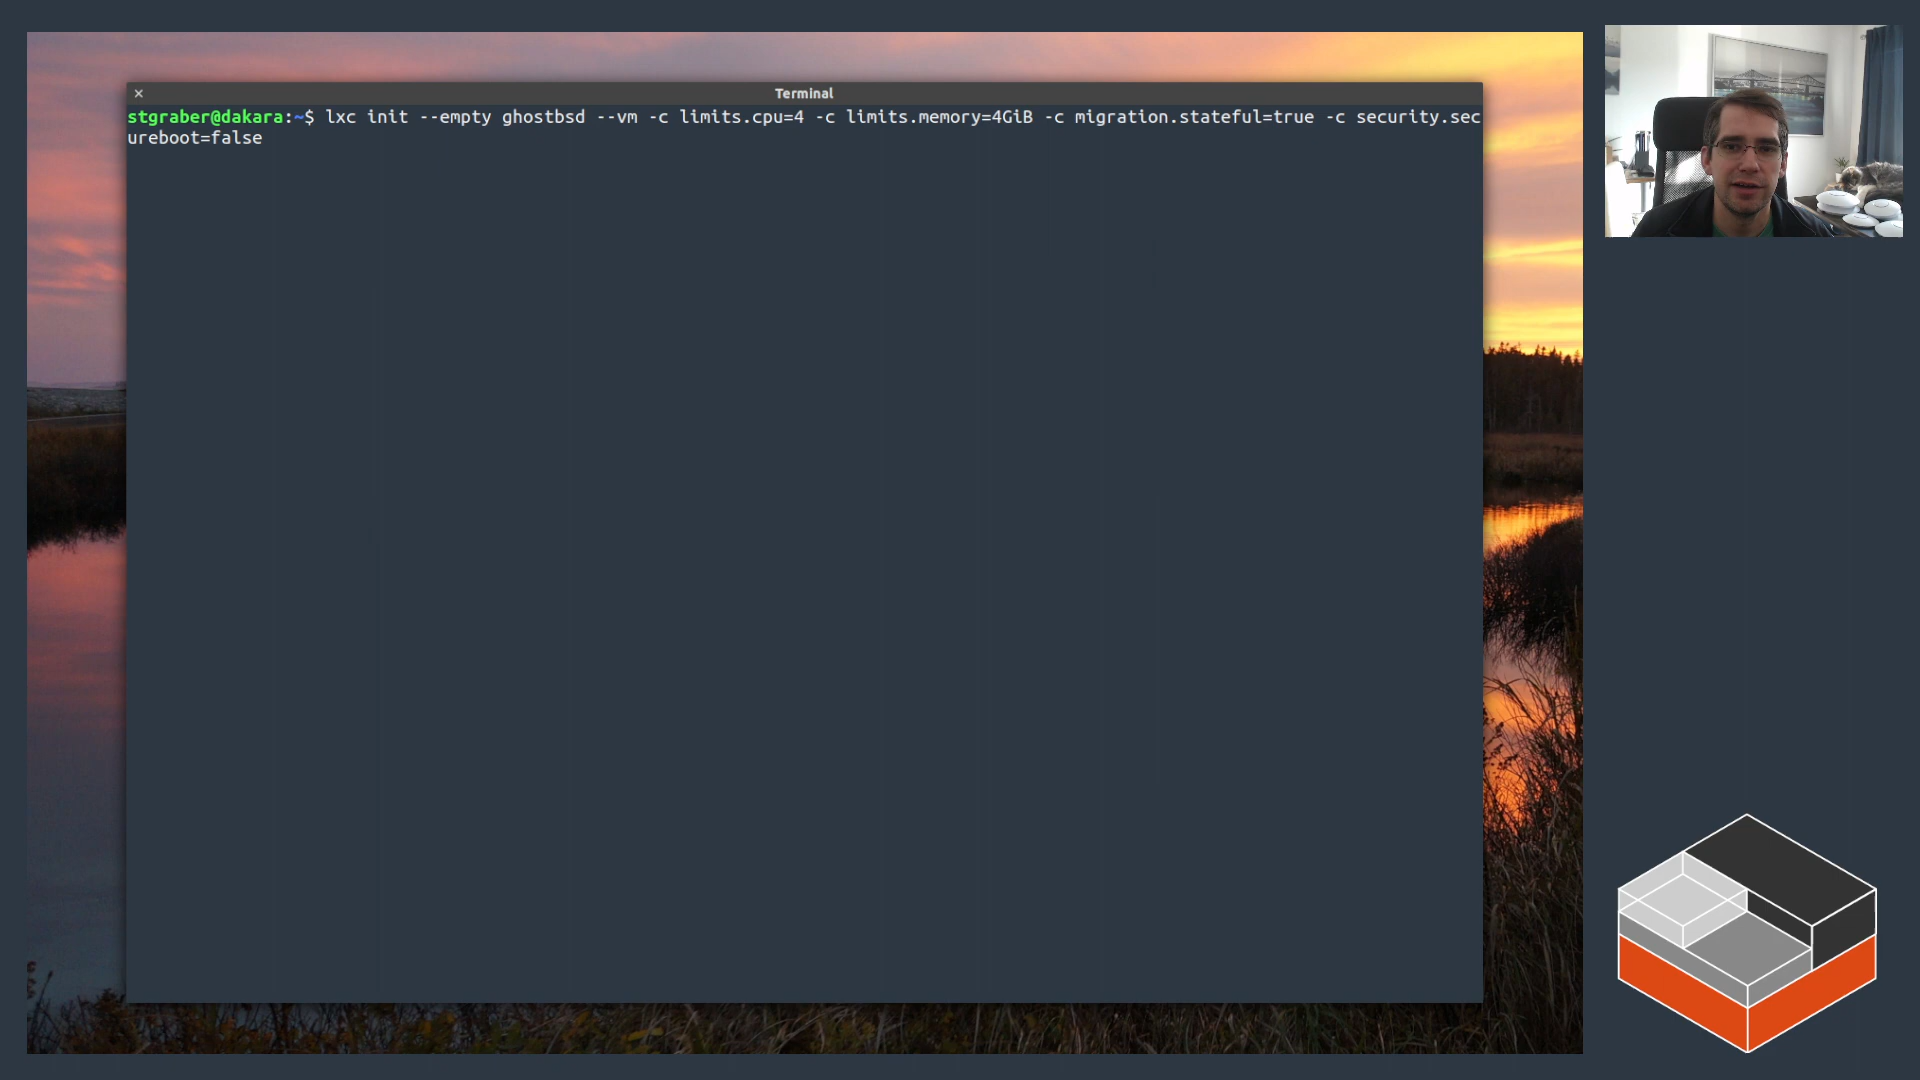 ×
Terminal
stgraber@dakara:~$ lxc init --empty ghostbsd --vm -c limits.cpu=4 -c limits.memory=4GiB -c migration.stateful=true -c security.sec
ureboot=false